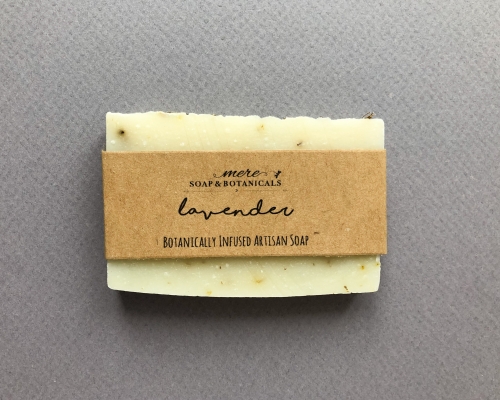 mere
SOAP & BOTANICALS
lavender
BOTANICALLY INFUSED ARTISAN SOAP